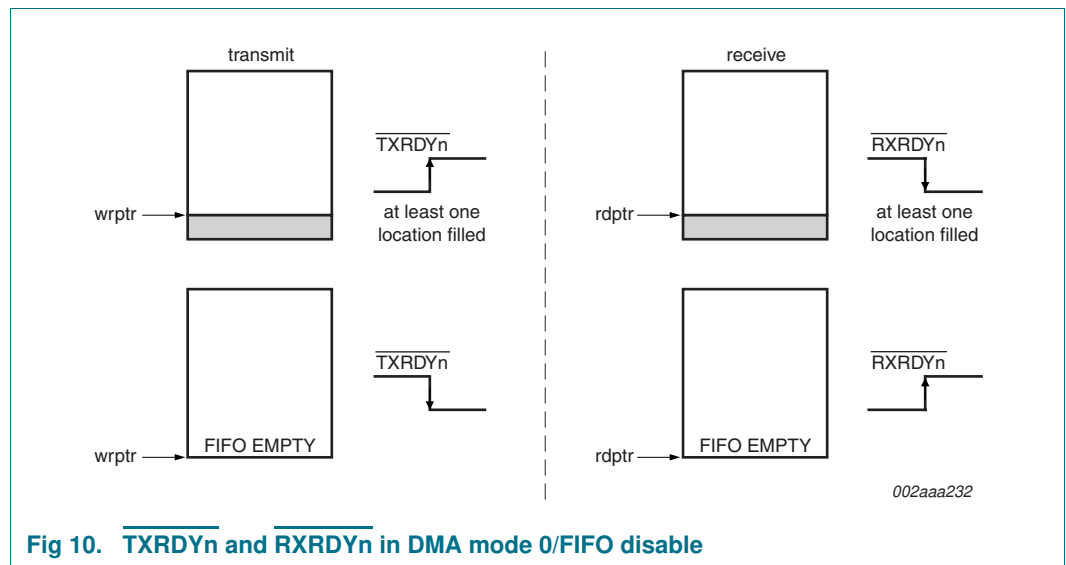 transmit
TXRDYn
wrptr
at least one
location filled
TXRDYn
FIFO EMPTY
wrptr
receive
RXRDYn
rdptr
at least one
location filled
RXRDYn
FIFO EMPTY
rdptr
002aaa232
Fig 10. TXRDYn and RXRDYn in DMA mode 0/FIFO disable